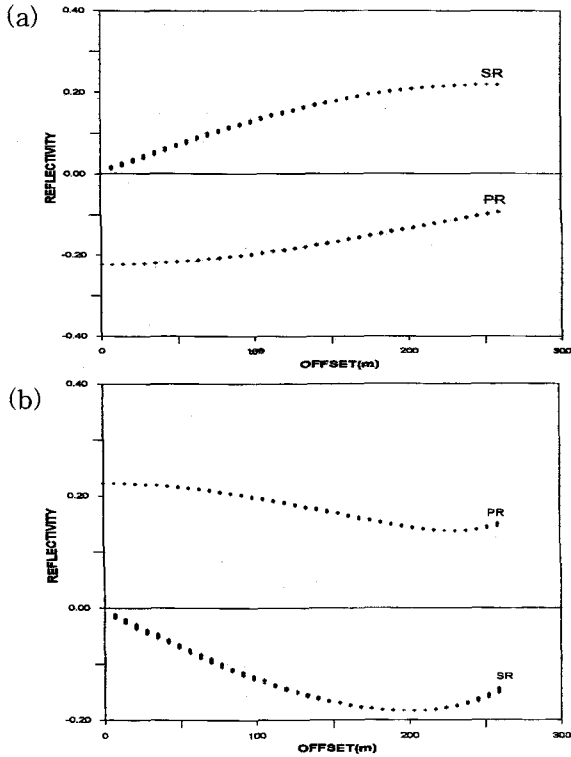 (a)
0.40
SR
0.20
REFLECTIVITY
0.00
PR
-0.20
-0.40
0 100 200 300
OFFSET(m)
(b)
0.40
PR
0.20
REFLECTIVITY
0.00
SR
-0.20
0 100 200 300
OFFSET(m)